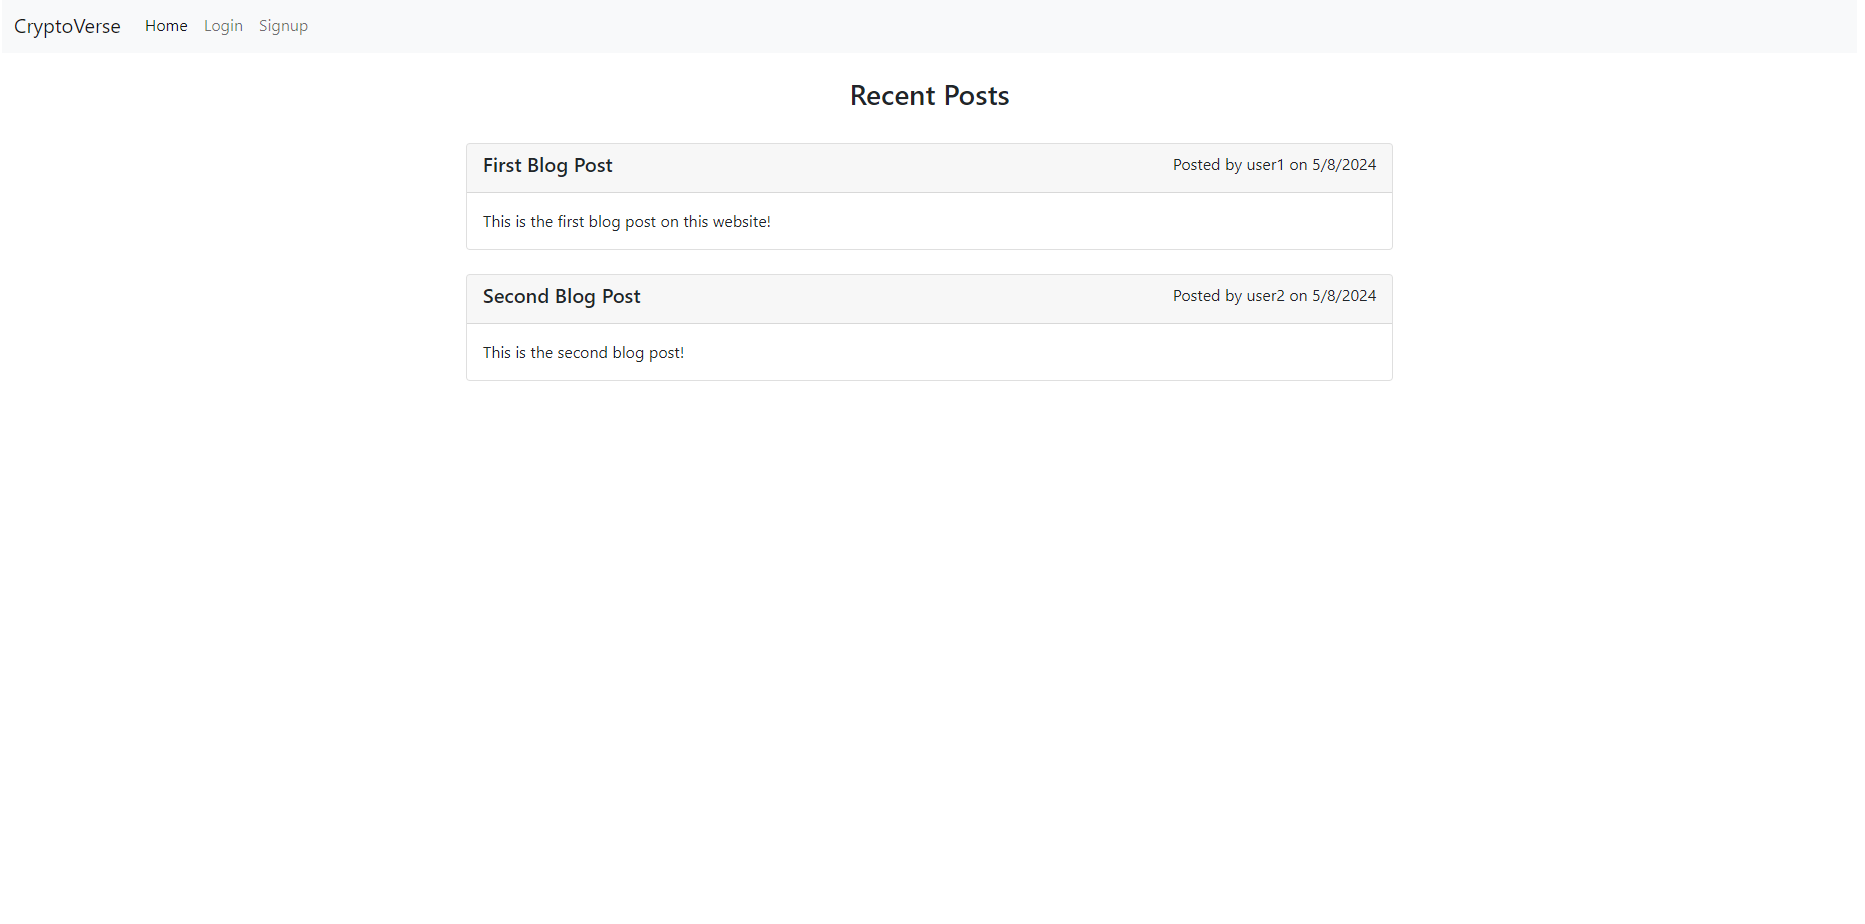 CryptoVerse Home Login Signup
Recent Posts
First Blog Post Posted by user1 on 5/8/2024
This is the first blog post on this website!
Second Blog Post Posted by user2 on 5/8/2024
This is the second blog post!